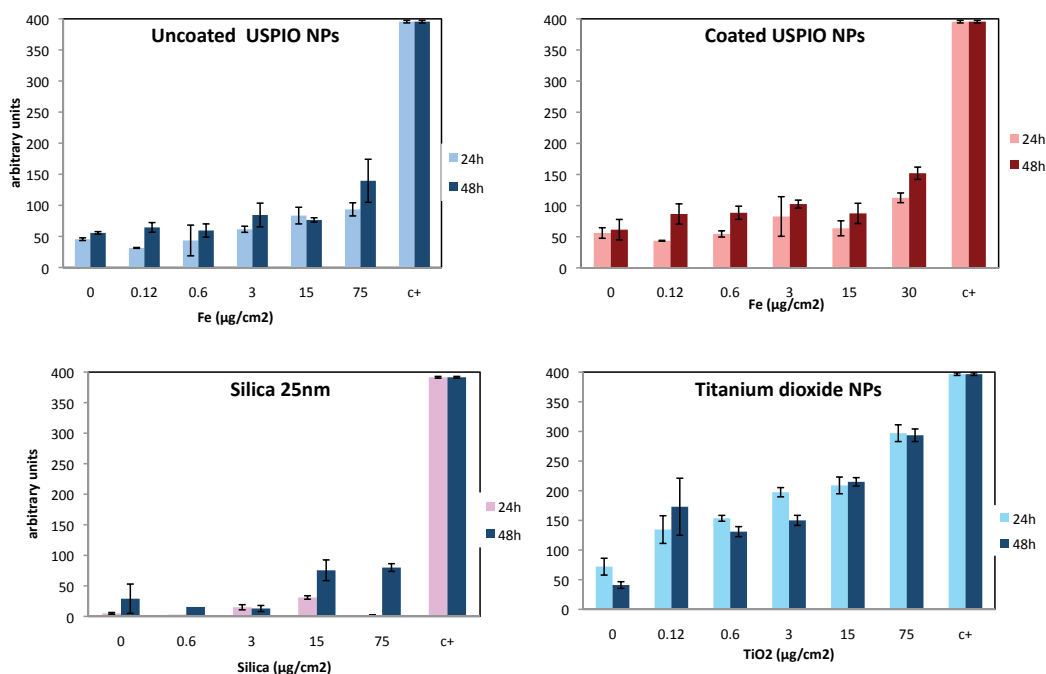 Uncoated  USPIO NPs
arbitrary units
400
350
300
250
200
150
100
50
0
0 0.12 0.6 3 15 75 c+
Fe (µg/cm2)
24h
48h
Coated USPIO NPs
400
350
300
250
200
150
100
50
0
0 0.12 0.6 3 15 30 c+
Fe (µg/cm2)
24h
48h
Silica 25nm
arbitrary units
400
350
300
250
200
150
100
50
0
0 0.6 3 15 75 c+
Silica (µg/cm2)
24h
48h
Titanium dioxide NPs
400
350
300
250
200
150
100
50
0
0 0.12 0.6 3 15 75 c+
TiO2 (µg/cm2)
24h
48h